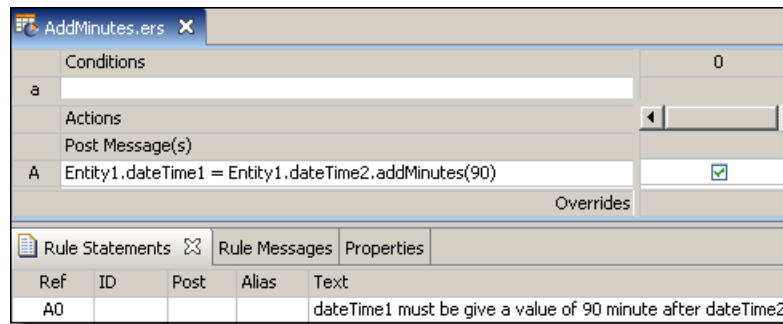 AddMinutes.ers
Conditions 0
a
Actions
Post Message(s)
A Entity1.dateTime1 = Entity1.dateTime2.addMinutes(90)
Overrides
Rule Statements Rule Messages Properties
Ref ID Post Alias Text
A0 dateTime1 must be give a value of 90 minute after dateTime2